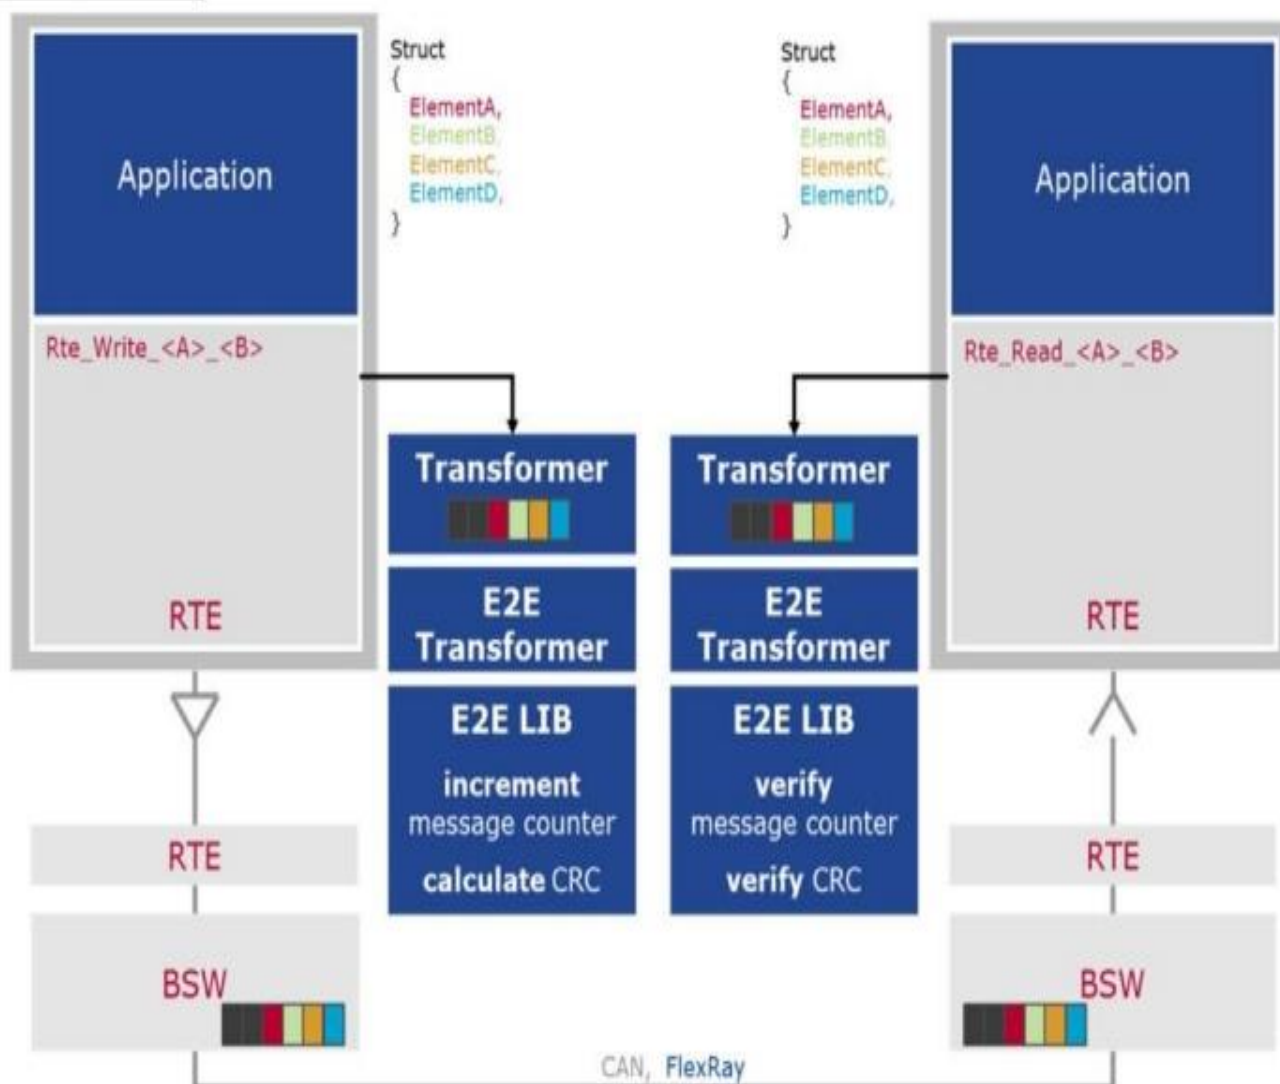 Application
Rte_Write_<A>_<B>
RTE
RTE
BSW
Struct
{
ElementA,
ElementB,
ElementC,
ElementD,
}
Transformer
E2E
Transformer
E2E LIB
increment
message counter
calculate CRC
Struct
{
ElementA,
ElementB,
ElementC,
ElementD,
}
Transformer
E2E
Transformer
E2E LIB
verify
message counter
verify CRC
Application
Rte_Read_<A>_<B>
RTE
RTE
BSW
CAN, FlexRay